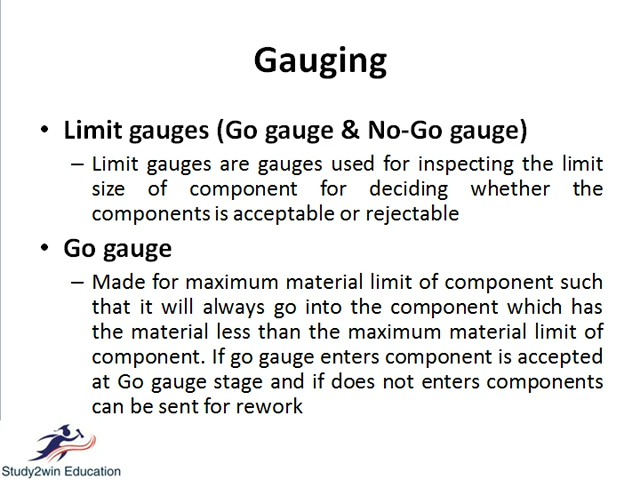 Gauging
• Limit gauges (Go gauge & No-Go gauge)
– Limit gauges are gauges used for inspecting the limit
size of component for deciding whether the
components is acceptable or rejectable
• Go gauge
– Made for maximum material limit of component such
that it will always go into the component which has
the material less than the maximum material limit of
component. If go gauge enters component is accepted
at Go gauge stage and if does not enters components
can be sent for rework
Study2win Education